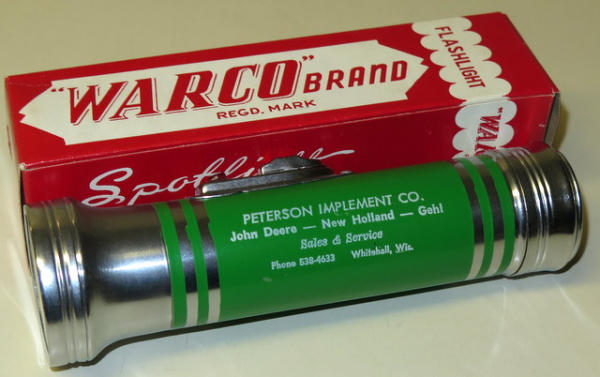 "WARCO" BRAND
REGD. MARK
FLASHLIGHT
"WA
Spotlight
PETERSON IMPLEMENT CO.
John Deere — New Holland — Gehl
Sales & Service
Phone 538-4633 Whitehall, Wis.